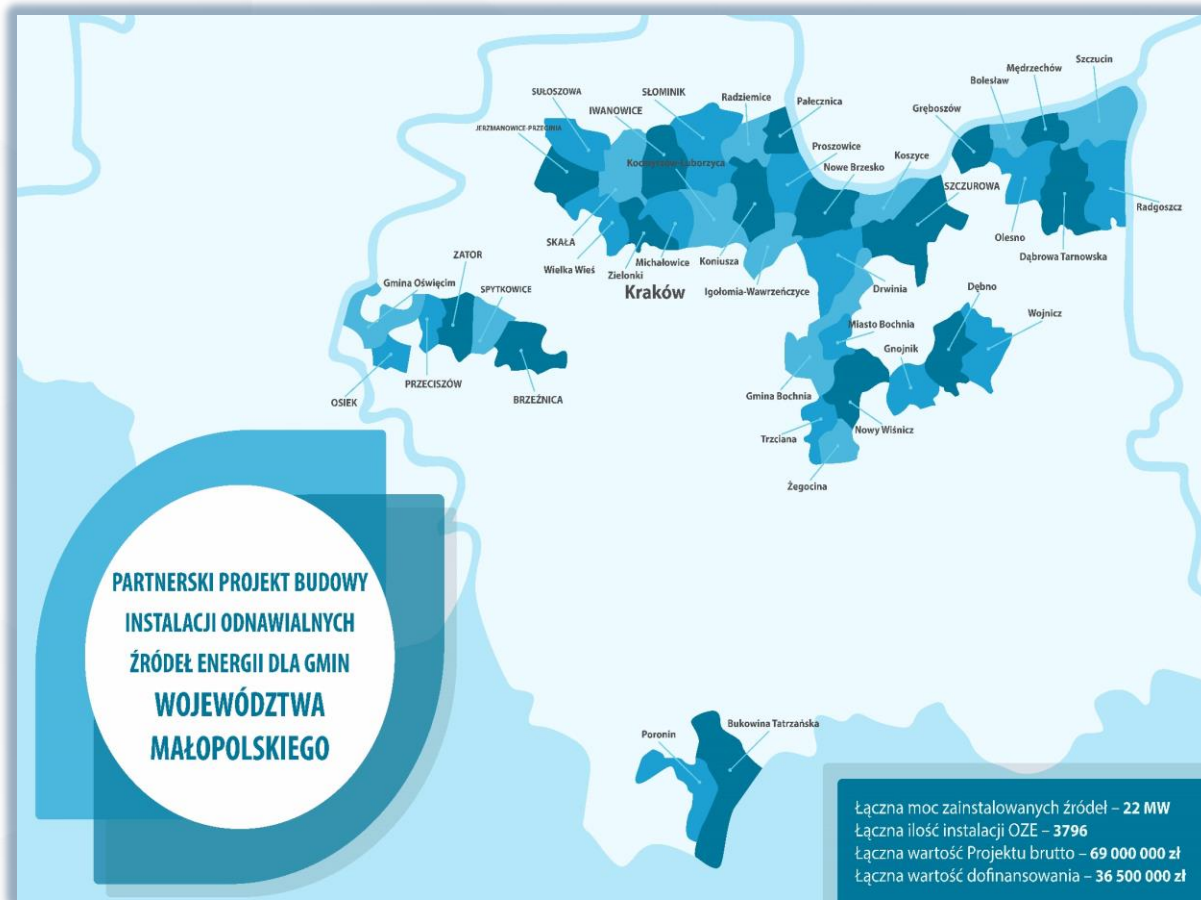 Szczucin
Mędrzechów
Bolesław
Gręboszów
SUŁOSZOWA
SŁOMINIK
Radziemice
Pałecznica
IWANOWICE
JERZMANOWICE-PRZEGINIA
Proszowice
Kocmyrzów-Luborzyca
Nowe Brzesko
Koszyce
SZCZUROWA
Radgoszcz
Olesno
Dąbrowa Tarnowska
SKAŁA
Wielka Wieś
Zielonki
Michałowice
Koniusza
Igołomia-Wawrzeńczyce
Kraków
Drwinia
ZATOR
Gmina Oświęcim
SPYTKOWICE
Dębno
Wojnicz
Miasto Bochnia
Gnojnik
PRZECISZÓW
OSIEK
BRZEŹNICA
Gmina Bochnia
Trzciana
Nowy Wiśnicz
Żegocina
PARTNERSKI PROJEKT BUDOWY
INSTALACJI ODNAWIALNYCH
ŹRÓDEŁ ENERGII DLA GMIN
WOJEWÓDZTWA
MAŁOPOLSKIEGO
Poronin
Bukowina Tatrzańska
Łączna moc zainstalowanych źródeł – 22 MW
Łączna ilość instalacji OZE – 3796
Łączna wartość Projektu brutto – 69 000 000 zł
Łączna wartość dofinansowania – 36 500 000 zł